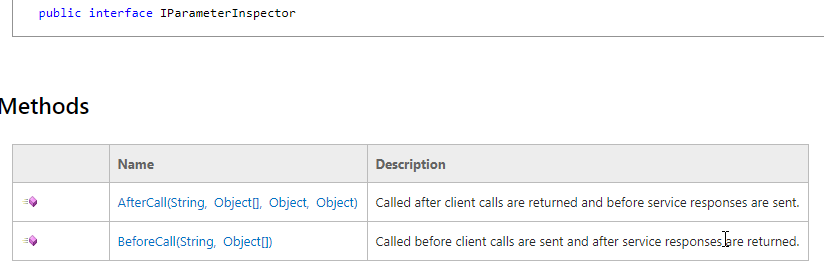 public interface IParameterInspector
Methods
Name Description
AfterCall(String, Object[], Object, Object) Called after client calls are returned and before service responses are sent.
BeforeCall(String, Object[]) Called before client calls are sent and after service responses are returned.